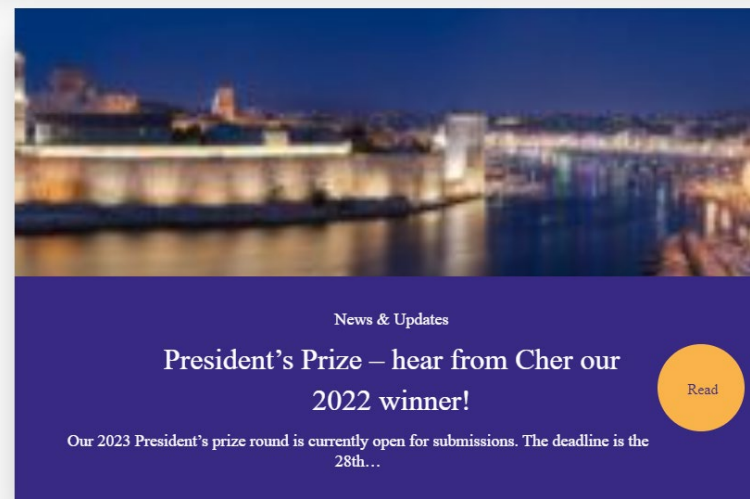 News & Updates
President’s Prize – hear from Cher our
2022 winner!
Read
Our 2023 President’s prize round is currently open for submissions. The deadline is the
28th…